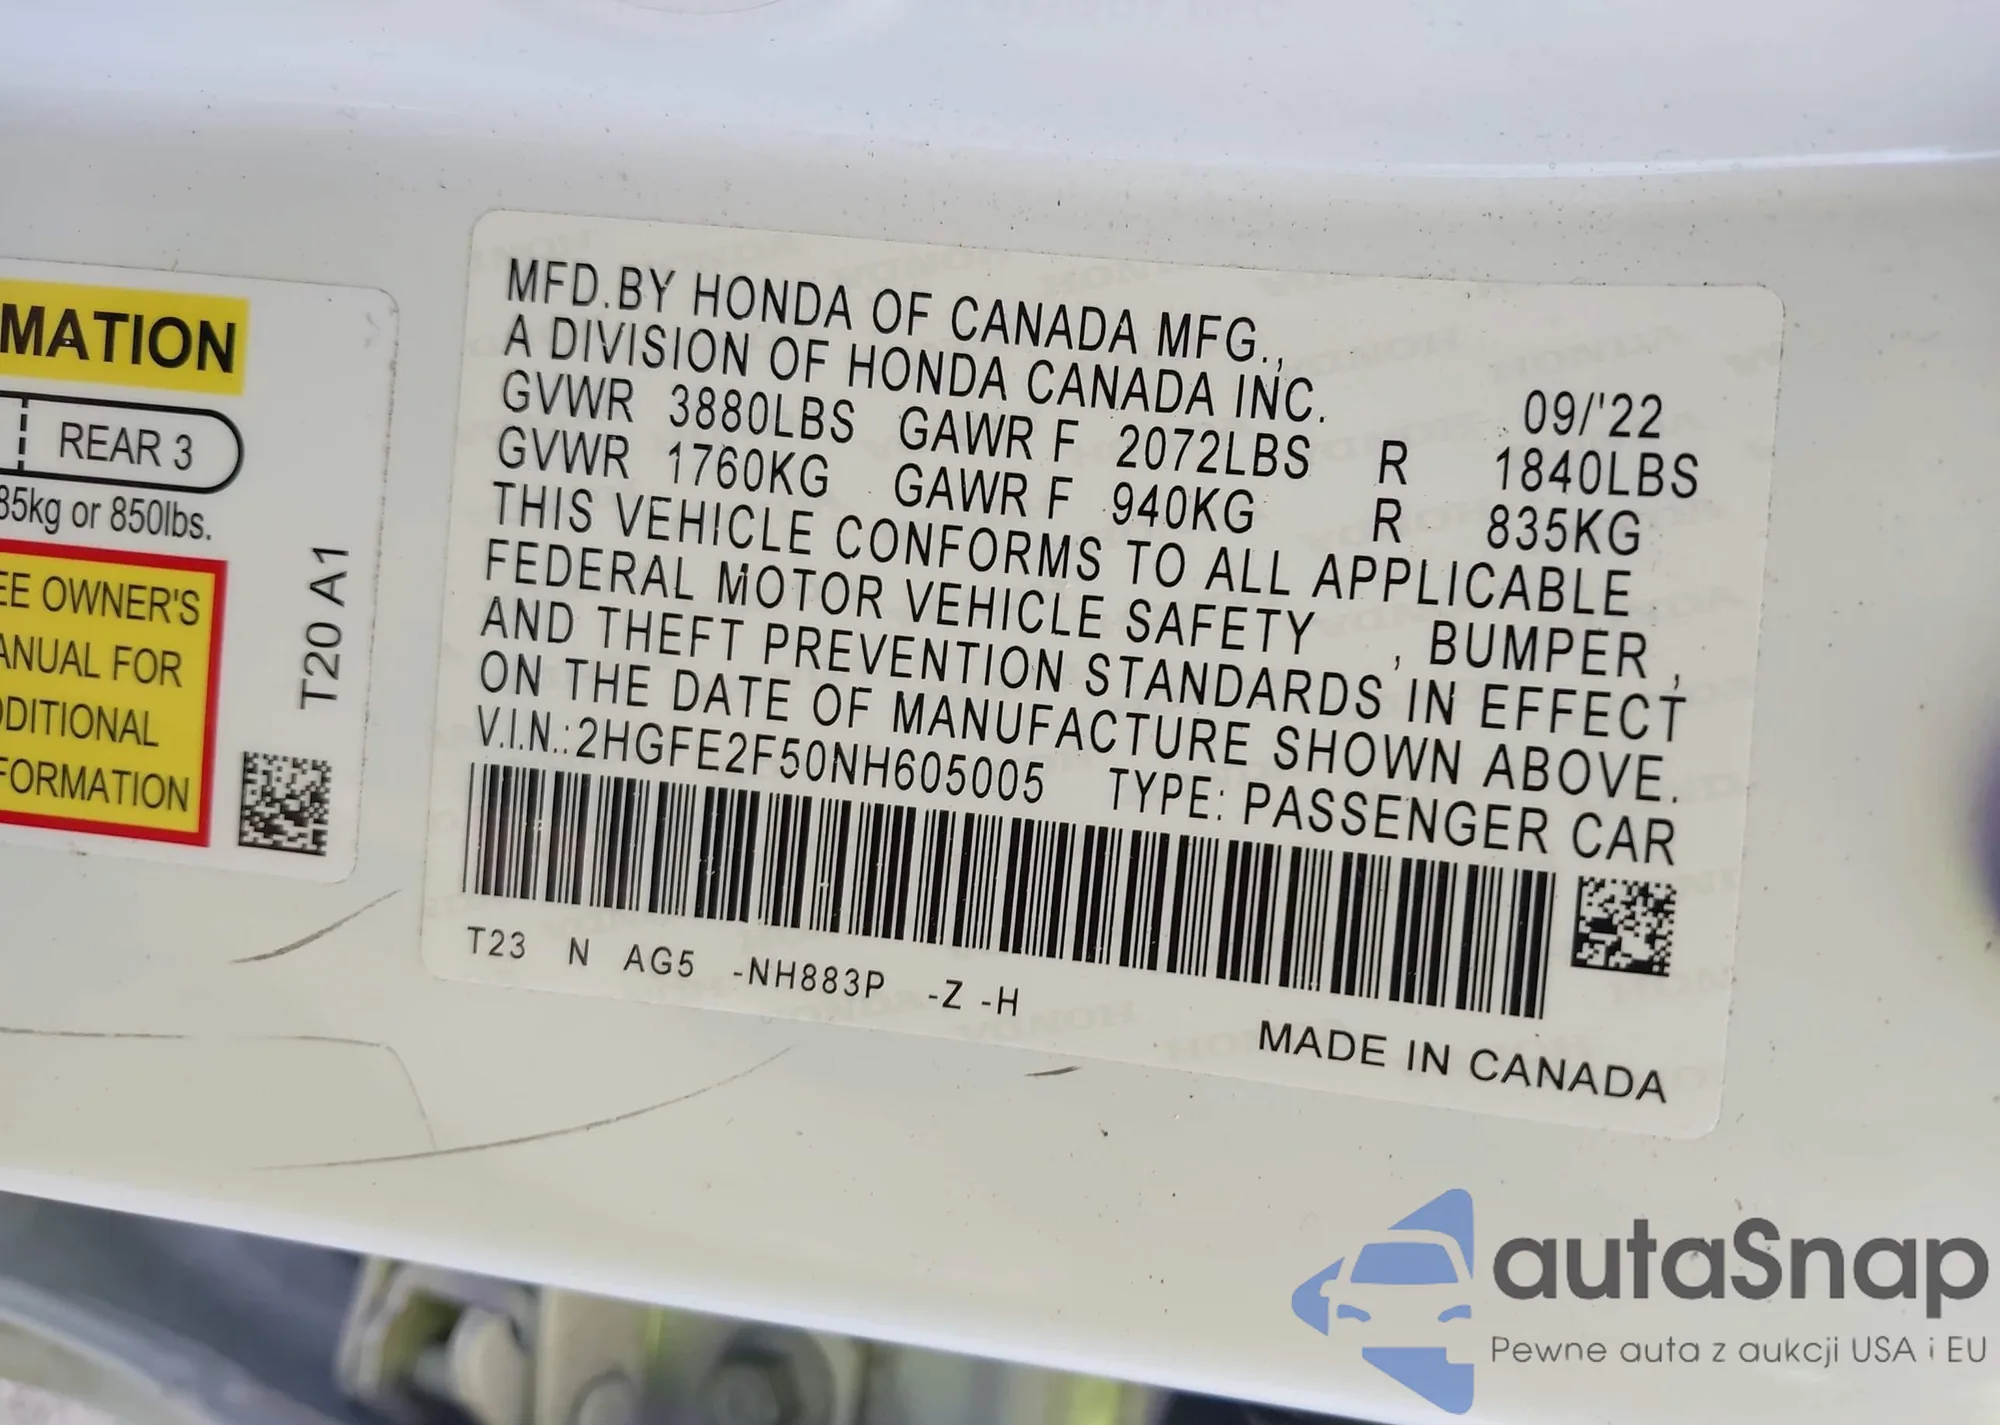 MATION
REAR 3
85kg or 850lbs.
EE OWNER'S
ANUAL FOR
DDITIONAL
FORMATION
T20 A1
MFD.BY HONDA OF CANADA MFG.,
A DIVISION OF HONDA CANADA INC. 09/'22
GVWR 3880LBS GAWR F 2072LBS R 1840LBS
GVWR 1760KG GAWR F 940KG R 835KG
THIS VEHICLE CONFORMS TO ALL APPLICABLE
FEDERAL MOTOR VEHICLE SAFETY , BUMPER ,
AND THEFT PREVENTION STANDARDS IN EFFECT
ON THE DATE OF MANUFACTURE SHOWN ABOVE.
V.I.N.:2HGFE2F50NH605005 TYPE: PASSENGER CAR
T23 N AG5 -NH883P -Z -H
MADE IN CANADA
autaSnap
Pewne auta z aukcji USA i EU